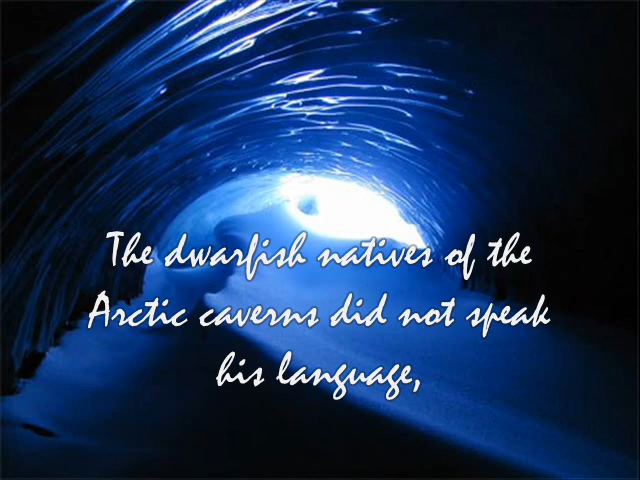 The dwarfish natives of the
Arctic caverns did not speak
his language,